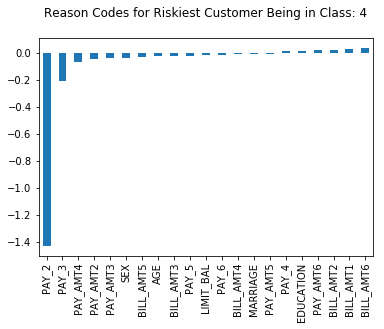 Reason Codes for Riskiest Customer Being in Class: 4
0.0
−0.2
−0.4
−0.6
−0.8
−1.0
−1.2
−1.4
PAY_2
PAY_3
PAY_AMT4
PAY_AMT2
PAY_AMT3
SEX
BILL_AMT5
AGE
BILL_AMT3
PAY_5
LIMIT_BAL
PAY_6
BILL_AMT4
MARRIAGE
PAY_AMT5
PAY_4
EDUCATION
PAY_AMT6
BILL_AMT2
BILL_AMT1
BILL_AMT6